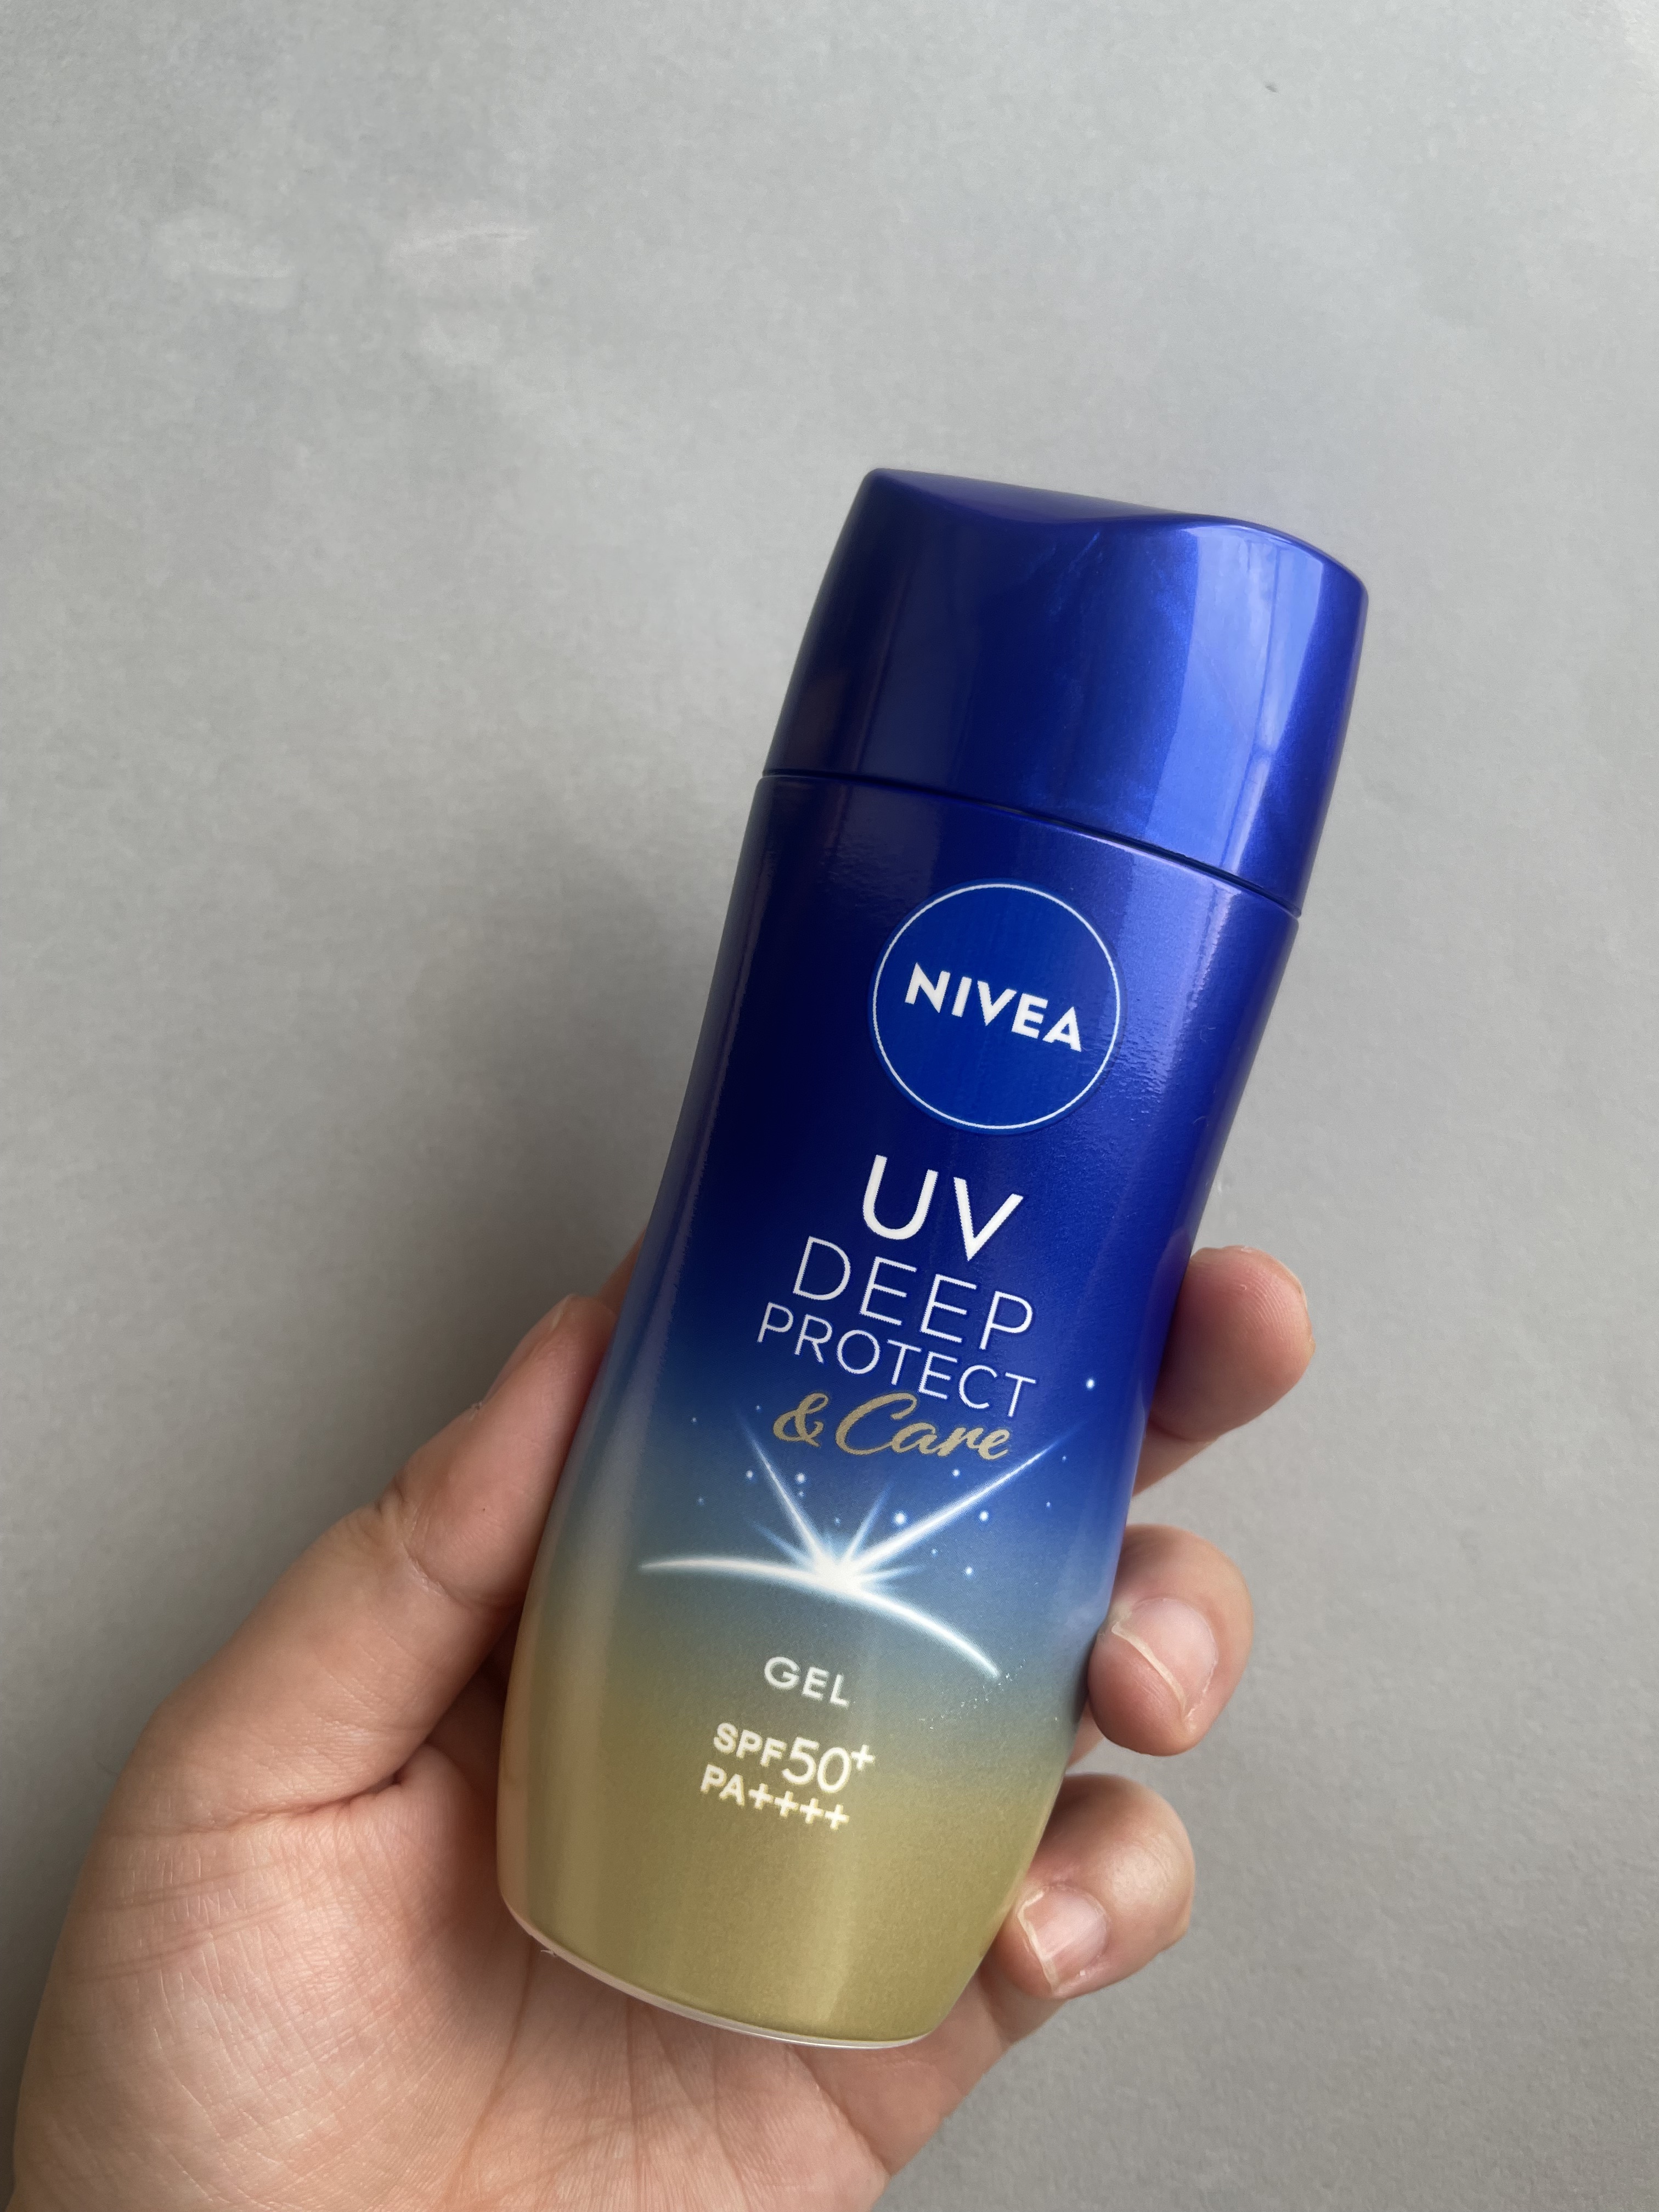 NIVEA
UV
DEEP
PROTECT
& Care
GEL
SPF50+
PA++++